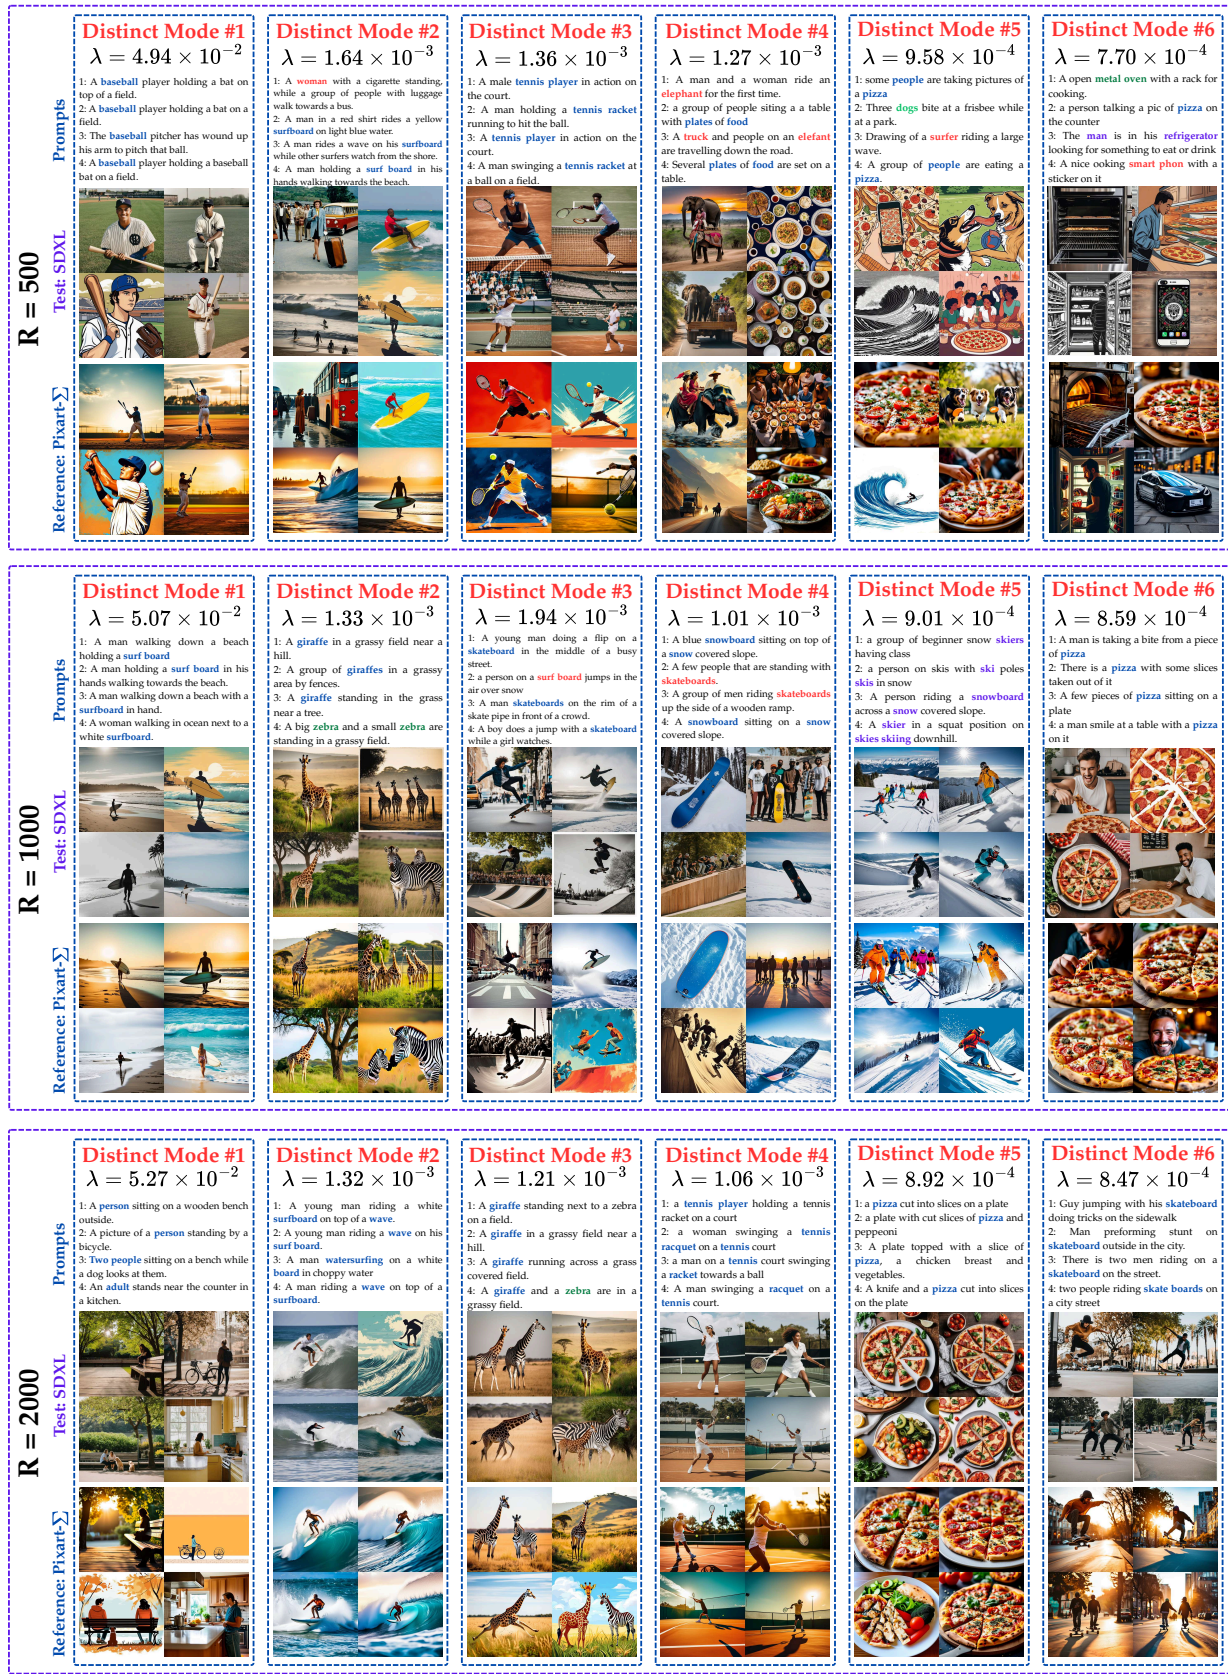 R = 500
Prompts
Test: SDXL
Reference: Pixart-∑
Distinct Mode #1
λ = 4.94 × 10⁻²
1: A baseball player holding a bat on
top of a field.
2: A baseball player holding a bat on a
field.
3: The baseball pitcher has wound up
his arm to pitch that ball.
4: A baseball player holding a baseball
bat on a field.
Distinct Mode #2
λ = 1.64 × 10⁻³
1: A woman with a cigarette standing,
while a group of people with luggage
walk towards a bus.
2: A man in a red shirt rides a yellow
surfboard on light blue water.
3: A man rides a wave on his surfboard
while other surfers watch from the shore.
4: A man holding a surf board in his
hands walking towards the beach.
Distinct Mode #3
λ = 1.36 × 10⁻³
1: A male tennis player in action on
the court.
2: A man holding a tennis racket
running to hit the ball.
3: A tennis player in action on the
court.
4: A man swinging a tennis racket at
a ball on a field.
Distinct Mode #4
λ = 1.27 × 10⁻³
1: A man and a woman ride an
elephant for the first time.
2: a group of people siting a a table
with plates of food
3: A truck and people on an elefant
are travelling down the road.
4: Several plates of food are set on a
table.
Distinct Mode #5
λ = 9.58 × 10⁻⁴
1: some people are taking pictures of
a pizza
2: Three dogs bite at a frisbee while
at a park.
3: Drawing of a surfer riding a large
wave.
4: A group of people are eating a
pizza.
Distinct Mode #6
λ = 7.70 × 10⁻⁴
1: A open metal oven with a rack for
cooking.
2: a person talking a pic of pizza on
the counter
3: The man is in his refrigerator
looking for something to eat or drink
4: A nice ooking smart phon with a
sticker on it
R = 1000
Prompts
Test: SDXL
Reference: Pixart-∑
Distinct Mode #1
λ = 5.07 × 10⁻²
1: A man walking down a beach
holding a surf board
2: A man holding a surf board in his
hands walking towards the beach.
3: A man walking down a beach with a
surfboard in hand.
4: A woman walking in ocean next to a
white surfboard.
Distinct Mode #2
λ = 1.33 × 10⁻³
1: A giraffe in a grassy field near a
hill.
2: A group of giraffes in a grassy
area by fences.
3: A giraffe standing in the grass
near a tree.
4: A big zebra and a small zebra are
standing in a grassy field.
Distinct Mode #3
λ = 1.94 × 10⁻³
1: A young man doing a flip on a
skateboard in the middle of a busy
street.
2: a person on a surf board jumps in the
air over snow
3: A man skateboards on the rim of a
skate pipe in front of a crowd.
4: A boy does a jump with a skateboard
while a girl watches.
Distinct Mode #4
λ = 1.01 × 10⁻³
1: A blue snowboard sitting on top of
a snow covered slope.
2: A few people that are standing with
skateboards.
3: A group of men riding skateboards
up the side of a wooden ramp.
4: A snowboard sitting on a snow
covered slope.
Distinct Mode #5
λ = 9.01 × 10⁻⁴
1: a group of beginner snow skiers
having class
2: a person on skis with ski poles
skis in snow
3: A person riding a snowboard
across a snow covered slope.
4: A skier in a squat position on
skies skiing downhill.
Distinct Mode #6
λ = 8.59 × 10⁻⁴
1: A man is taking a bite from a piece
of pizza
2: There is a pizza with some slices
taken out of it
3: A few pieces of pizza sitting on a
plate
4: a man smile at a table with a pizza
on it
R = 2000
Prompts
Test: SDXL
Reference: Pixart-∑
Distinct Mode #1
λ = 5.27 × 10⁻²
1: A person sitting on a wooden bench
outside.
2: A picture of a person standing by a
bicycle.
3: Two people sitting on a bench while
a dog looks at them.
4: An adult stands near the counter in
a kitchen.
Distinct Mode #2
λ = 1.32 × 10⁻³
1: A young man riding a white
surfboard on top of a wave.
2: A young man riding a wave on his
surf board.
3: A man watersurfing on a white
board in choppy water
4: A man riding a wave on top of a
surfboard.
Distinct Mode #3
λ = 1.21 × 10⁻³
1: A giraffe standing next to a zebra
on a field.
2: A giraffe in a grassy field near a
hill.
3: A giraffe running across a grass
covered field.
4: A giraffe and a zebra are in a
grassy field.
Distinct Mode #4
λ = 1.06 × 10⁻³
1: a tennis player holding a tennis
racket on a court
2: a woman swinging a tennis
racquet on a tennis court
3: a man on a tennis court swinging
a racket towards a ball
4: A man swinging a racquet on a
tennis court.
Distinct Mode #5
λ = 8.92 × 10⁻⁴
1: a pizza cut into slices on a plate
2: a plate with cut slices of pizza and
peppeoni
3: A plate topped with a slice of
pizza, a chicken breast and
vegetables.
4: A knife and a pizza cut into slices
on the plate
Distinct Mode #6
λ = 8.47 × 10⁻⁴
1: Guy jumping with his skateboard
doing tricks on the sidewalk
2: Man preforming stunt on
skateboard outside in the city.
3: There is two men riding on a
skateboard on the street.
4: two people riding skate boards on
a city street